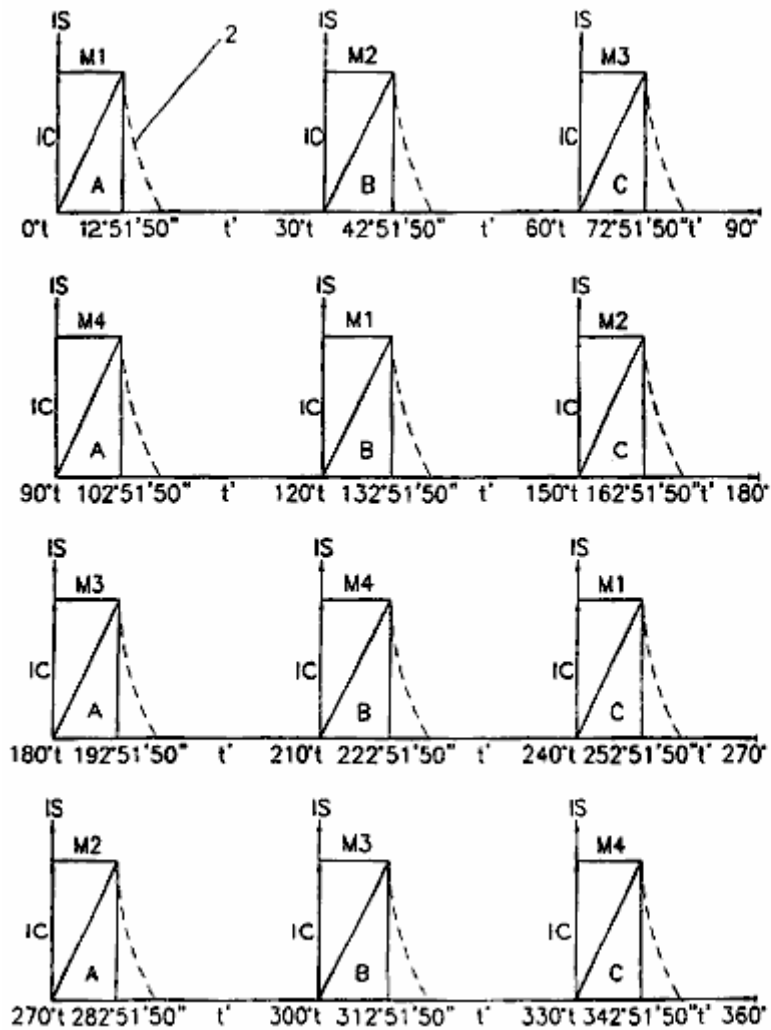 IS IS IS
2
M1 M2 M3
IC IC IC
A B C
0°t 12°51'50" t' 30°t 42°51'50" t' 60°t 72°51'50" t' 90°
IS IS IS
M4 M1 M2
IC IC IC
A B C
90°t 102°51'50" t' 120°t 132°51'50" t' 150°t 162°51'50" t' 180°
IS IS IS
M3 M4 M1
IC IC IC
A B C
180°t 192°51'50" t' 210°t 222°51'50" t' 240°t 252°51'50" t' 270°
IS IS IS
M2 M3 M4
IC IC IC
A B C
270°t 282°51'50" t' 300°t 312°51'50" t' 330°t 342°51'50" t' 360°